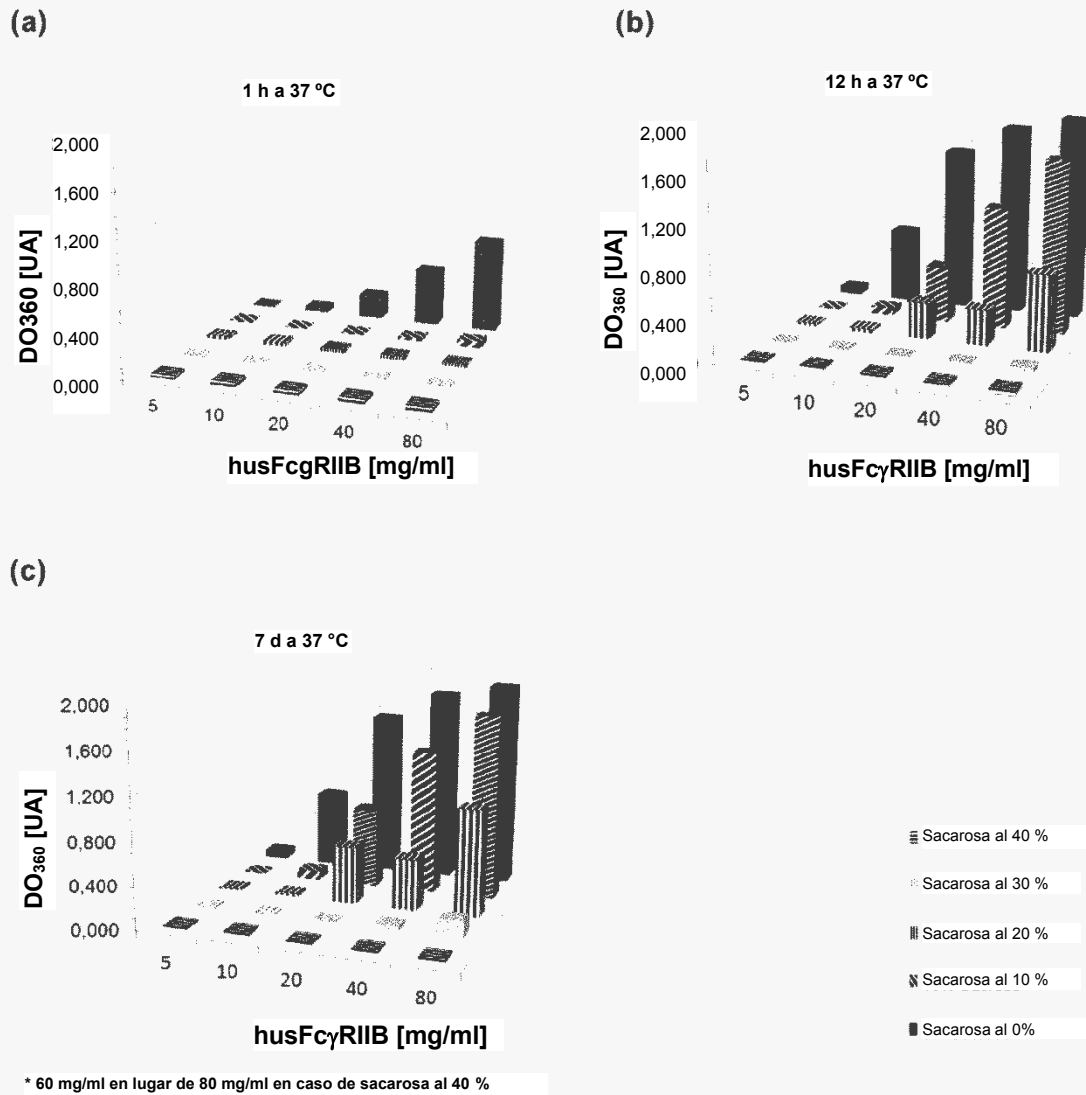 (a)
1 h a 37 ºC
2,000
1,600
1,200
0,800
0,400
0,000
DO360 [UA]
5
10
20
40
80
husFcgRIIB [mg/ml]
(b)
12 h a 37 ºC
2,000
1,600
1,200
0,800
0,400
0,000
DO360 [UA]
5
10
20
40
80
husFcγRIIB [mg/ml]
(c)
7 d a 37 °C
2,000
1,600
1,200
0,800
0,400
0,000
DO360 [UA]
5
10
20
40
80
husFcγRIIB [mg/ml]
Sacarosa al 40 %
Sacarosa al 30 %
Sacarosa al 20 %
Sacarosa al 10 %
Sacarosa al 0%
* 60 mg/ml en lugar de 80 mg/ml en caso de sacarosa al 40 %